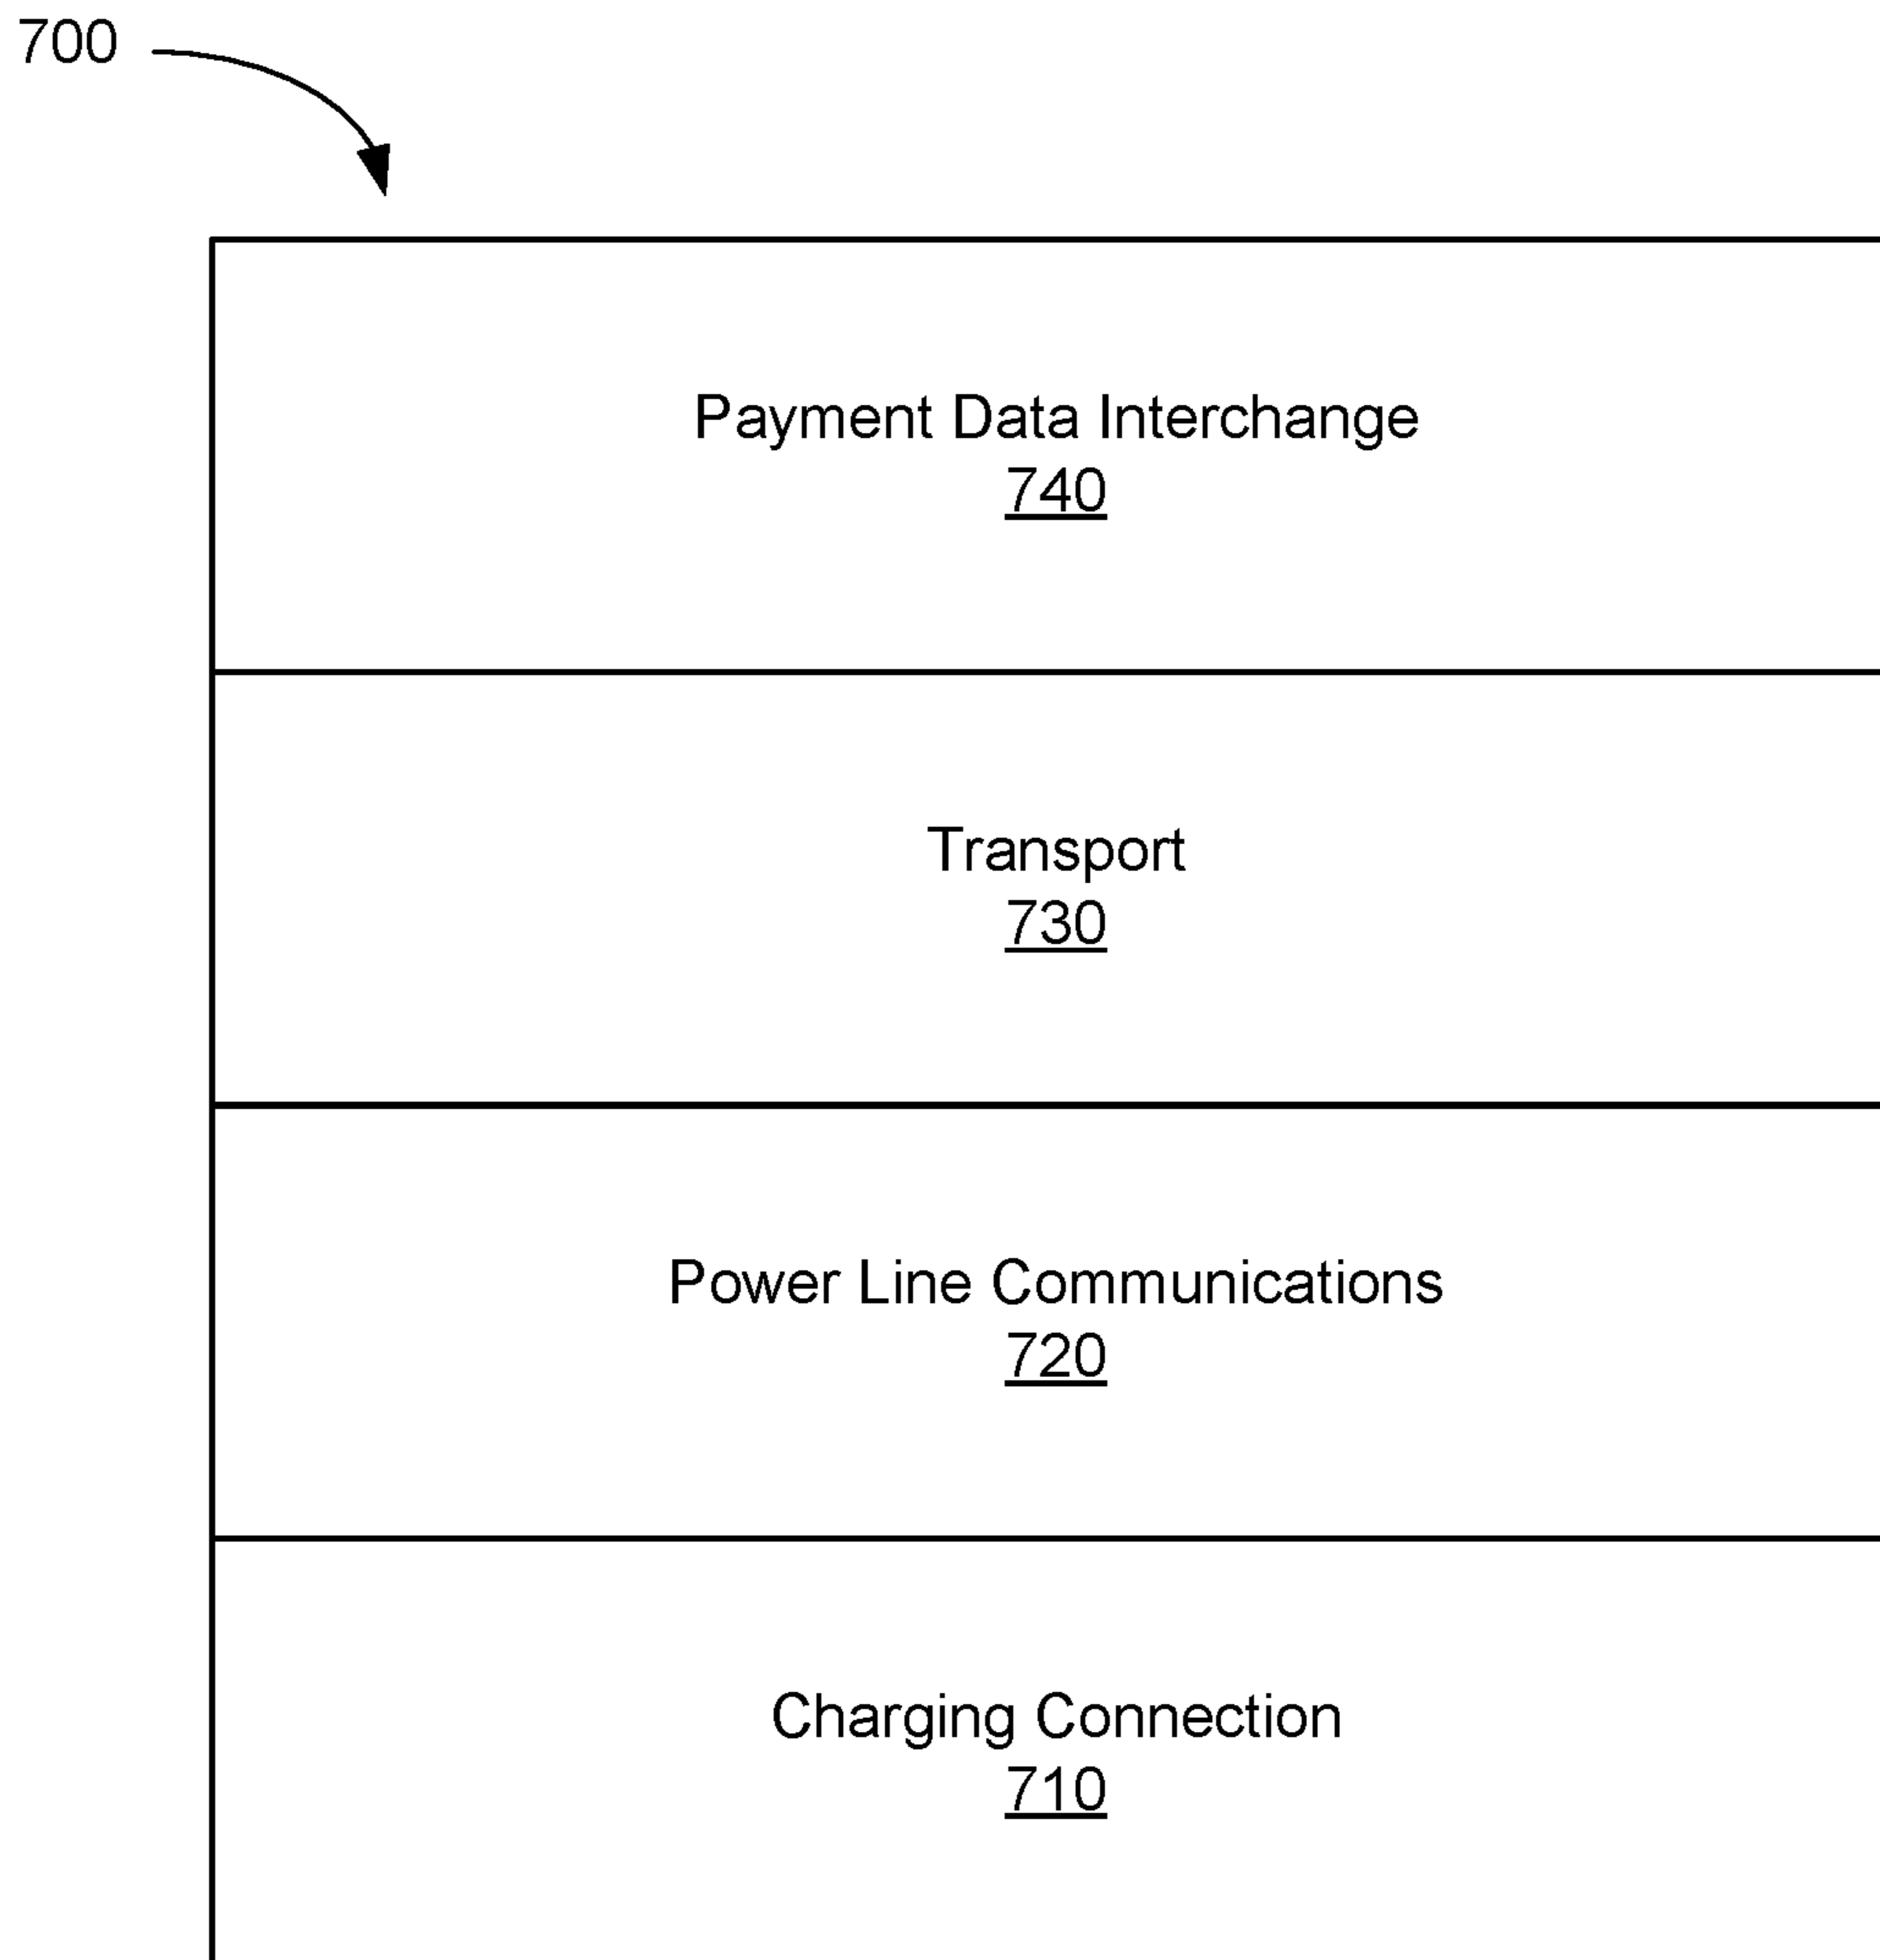 700
Payment Data Interchange
740
Transport
730
Power Line Communications
720
Charging Connection
710